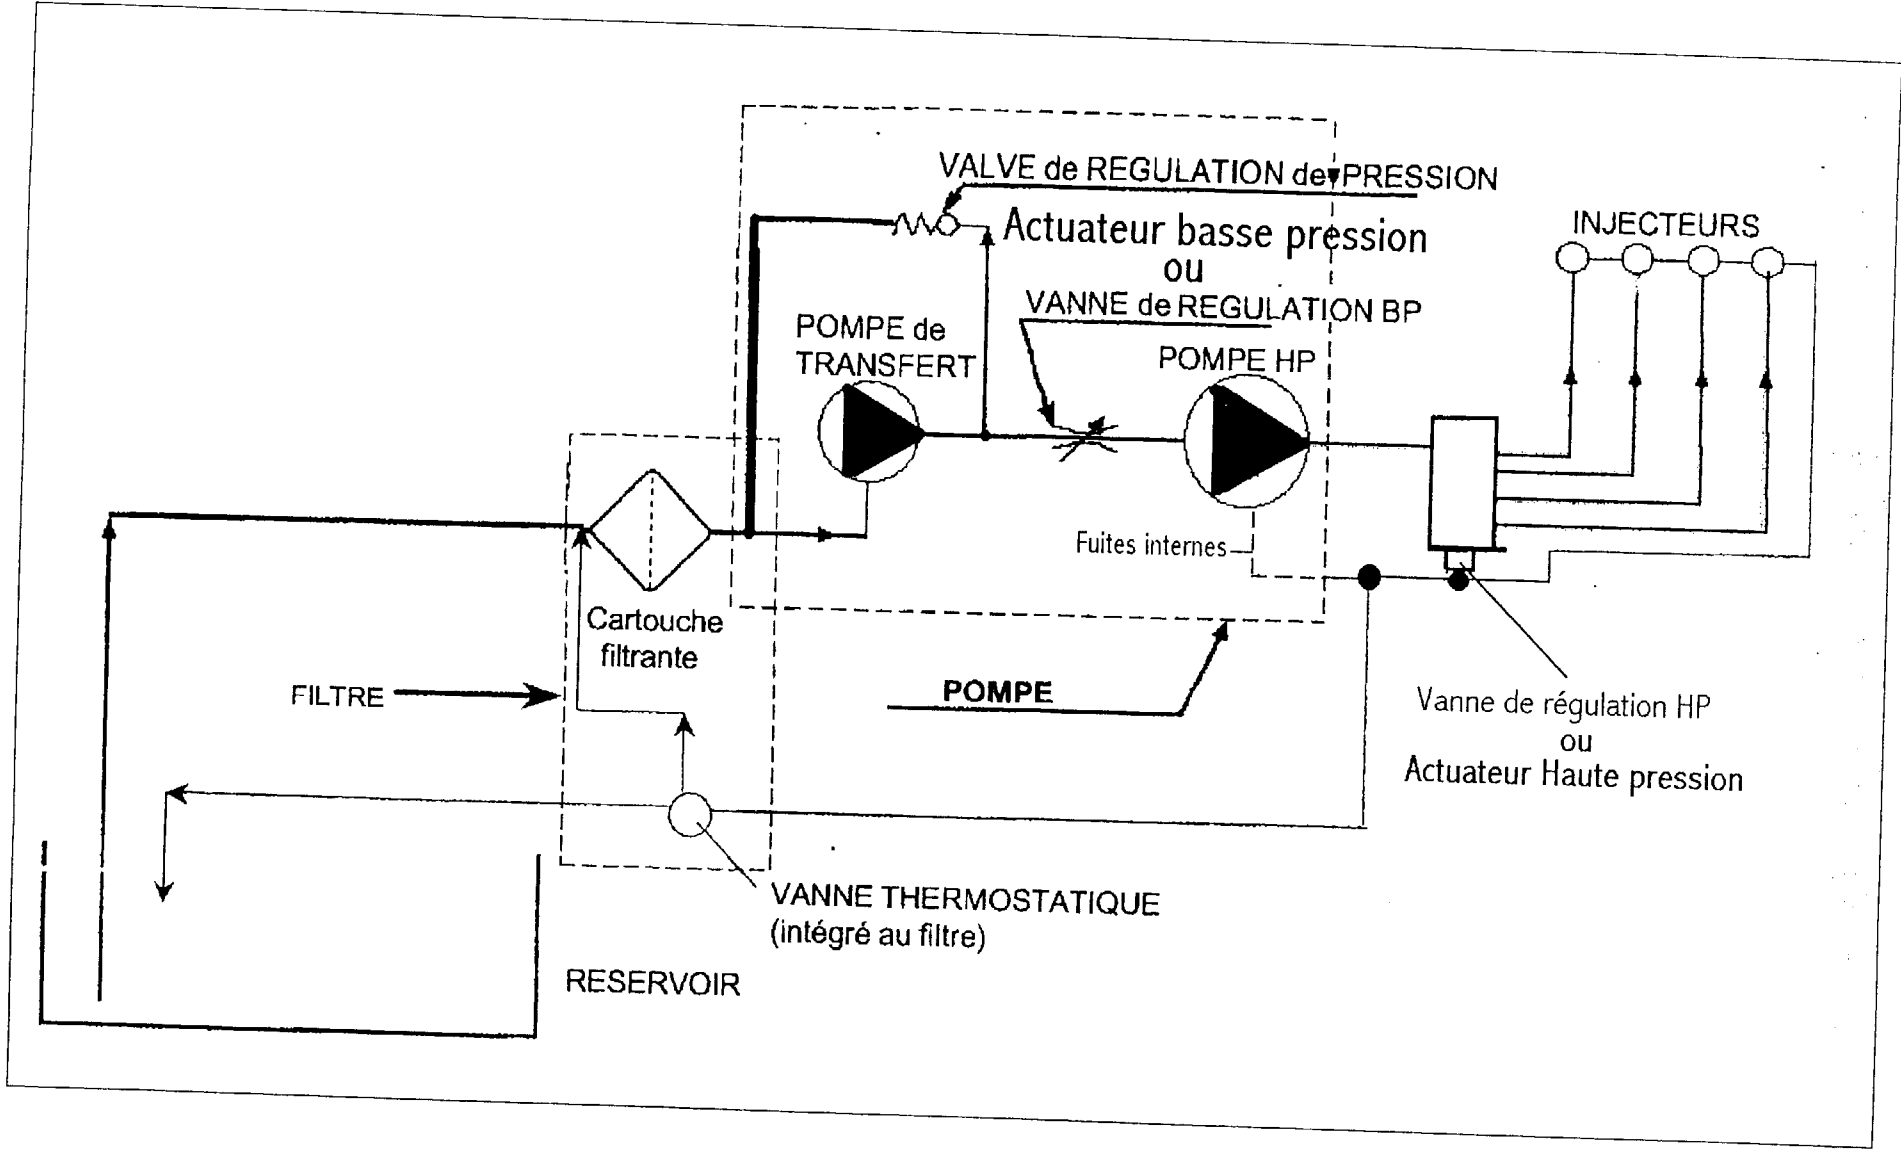 VALVE de REGULATION de PRESSION
Actuateur basse pression
ou
VANNE de REGULATION BP
INJECTEURS
POMPE de
TRANSFERT
POMPE HP
Fuites internes
Cartouche
filtrante
FILTRE
POMPE
Vanne de régulation HP
ou
Actuateur Haute pression
VANNE THERMOSTATIQUE
(intégré au filtre)
RESERVOIR